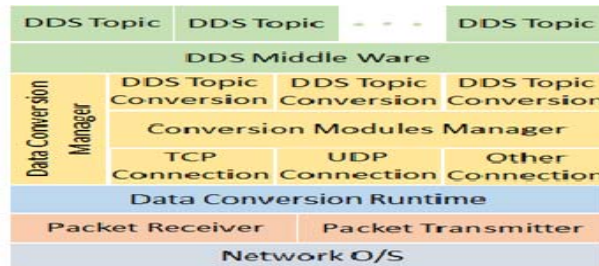 DDS Topic DDS Topic - - - DDS Topic
DDS Middle Ware
Data Conversion
Manager
DDS Topic DDS Topic DDS Topic
Conversion Conversion Conversion
Conversion Modules Manager
TCP UDP Other
Connection Connection Connection
Data Conversion Runtime
Packet Receiver Packet Transmitter
Network O/S